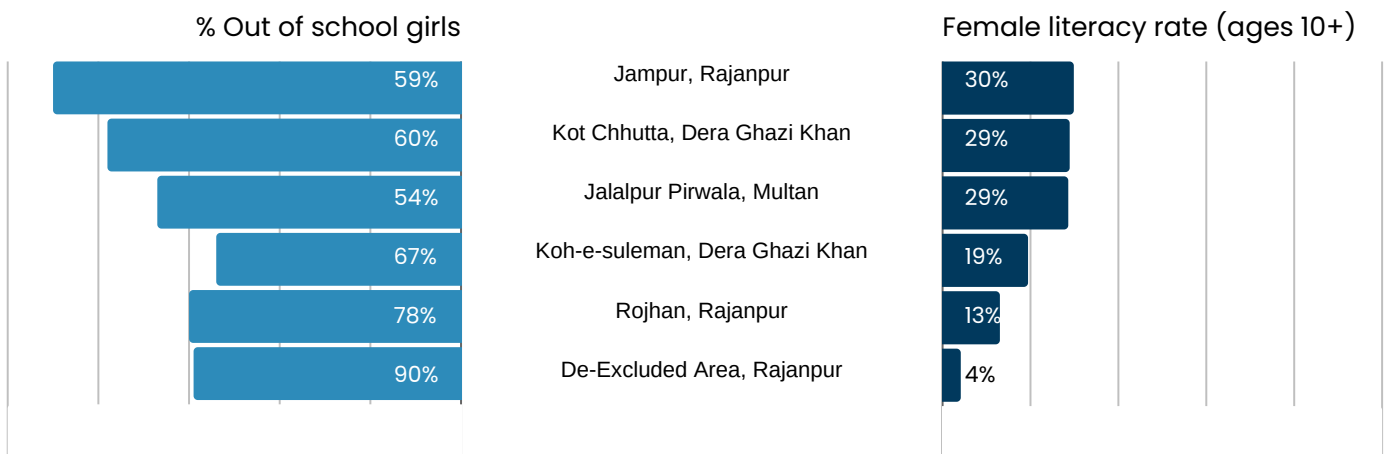 % Out of school girls Female literacy rate (ages 10+)
59% Jampur, Rajanpur 30%
60% Kot Chhutta, Dera Ghazi Khan 29%
54% Jalalpur Pirwala, Multan 29%
67% Koh-e-suleman, Dera Ghazi Khan 19%
78% Rojhan, Rajanpur 13%
90% De-Excluded Area, Rajanpur 4%